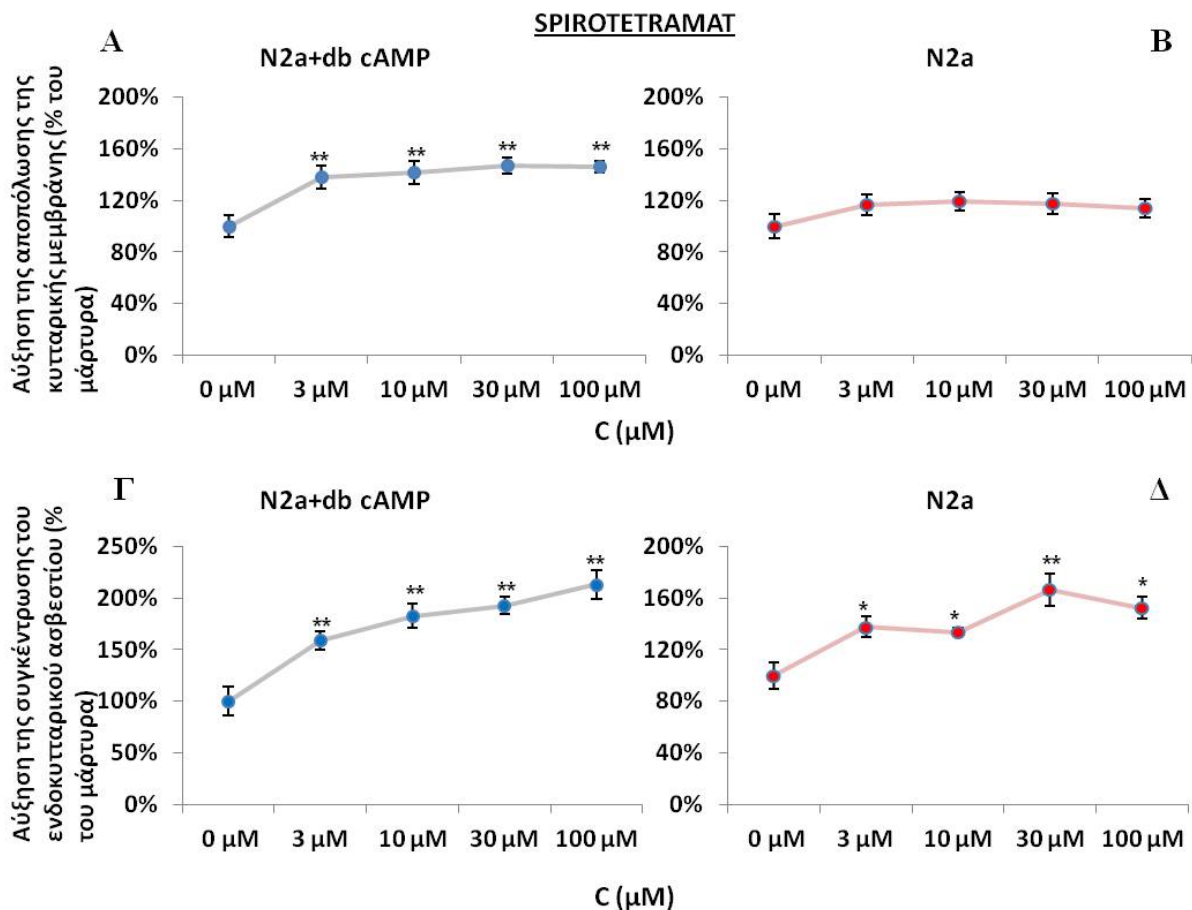 SPIROTETRAMAT
Α
N2a+db cAMP
Αύξηση της αποπόλωσης της
κυτταρικής μεμβράνης (% του
μάρτυρα)
200%
160%
120%
80%
40%
0%
** ** ** **
0 μM 3 μM 10 μM 30 μM 100 μM
N2a
Β
200%
160%
120%
80%
40%
0%
0 μM 3 μM 10 μM 30 μM 100 μM
C (μM)
Γ
N2a+db cAMP
Αύξηση της συγκέντρωσης του
ενδοκυτταρικού ασβεστίου (%
του μάρτυρα)
250%
200%
150%
100%
50%
0%
** ** ** **
0 μM 3 μM 10 μM 30 μM 100 μM
N2a
Δ
200%
160%
120%
80%
40%
0%
* * ** *
0 μM 3 μM 10 μM 30 μM 100 μM
C (μM)